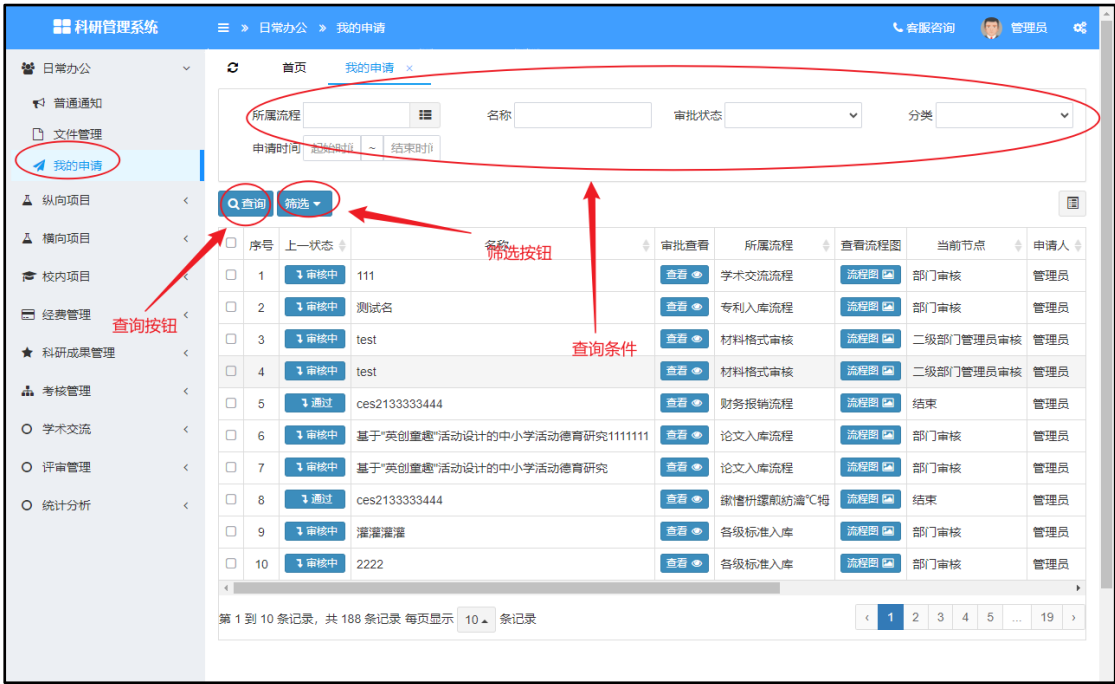 科研管理系统
日常办公 我的申请
客服咨询 管理员
日常办公
普通通知
文件管理
我的申请
纵向项目
横向项目
校内项目
经费管理
科研成果管理
考核管理
学术交流
评审管理
统计分析
首页 我的申请 ×
所属流程 名称 审批状态 分类
申请时间 起始时间 ~ 结束时间
查询 筛选
筛选按钮
查询按钮
查询条件
序号 上一状态 名称 审批查看 所属流程 查看流程图 当前节点 申请人
1 审核中 111 查看 学术交流流程 流程图 部门审核 管理员
2 审核中 测试名 查看 专利入库流程 流程图 部门审核 管理员
3 审核中 test 查看 材料格式审核 流程图 二级部门管理员审核 管理员
4 审核中 test 查看 材料格式审核 流程图 二级部门管理员审核 管理员
5 通过 ces2133333444 查看 财务报销流程 流程图 结束 管理员
6 审核中 基于"英创童趣"活动设计的中小学活动德育研究1111111 查看 论文入库流程 流程图 部门审核 管理员
7 审核中 基于"英创童趣"活动设计的中小学活动德育研究 查看 论文入库流程 流程图 部门审核 管理员
8 通过 ces2133333444 查看 流程图 结束 管理员
9 审核中 灌灌灌灌 查看 各级标准入库 流程图 部门审核 管理员
10 审核中 2222 查看 各级标准入库 流程图 部门审核 管理员
第 1 到 10 条记录，共 188 条记录 每页显示 10 条记录
‹ 1 2 3 4 5 ... 19 ›